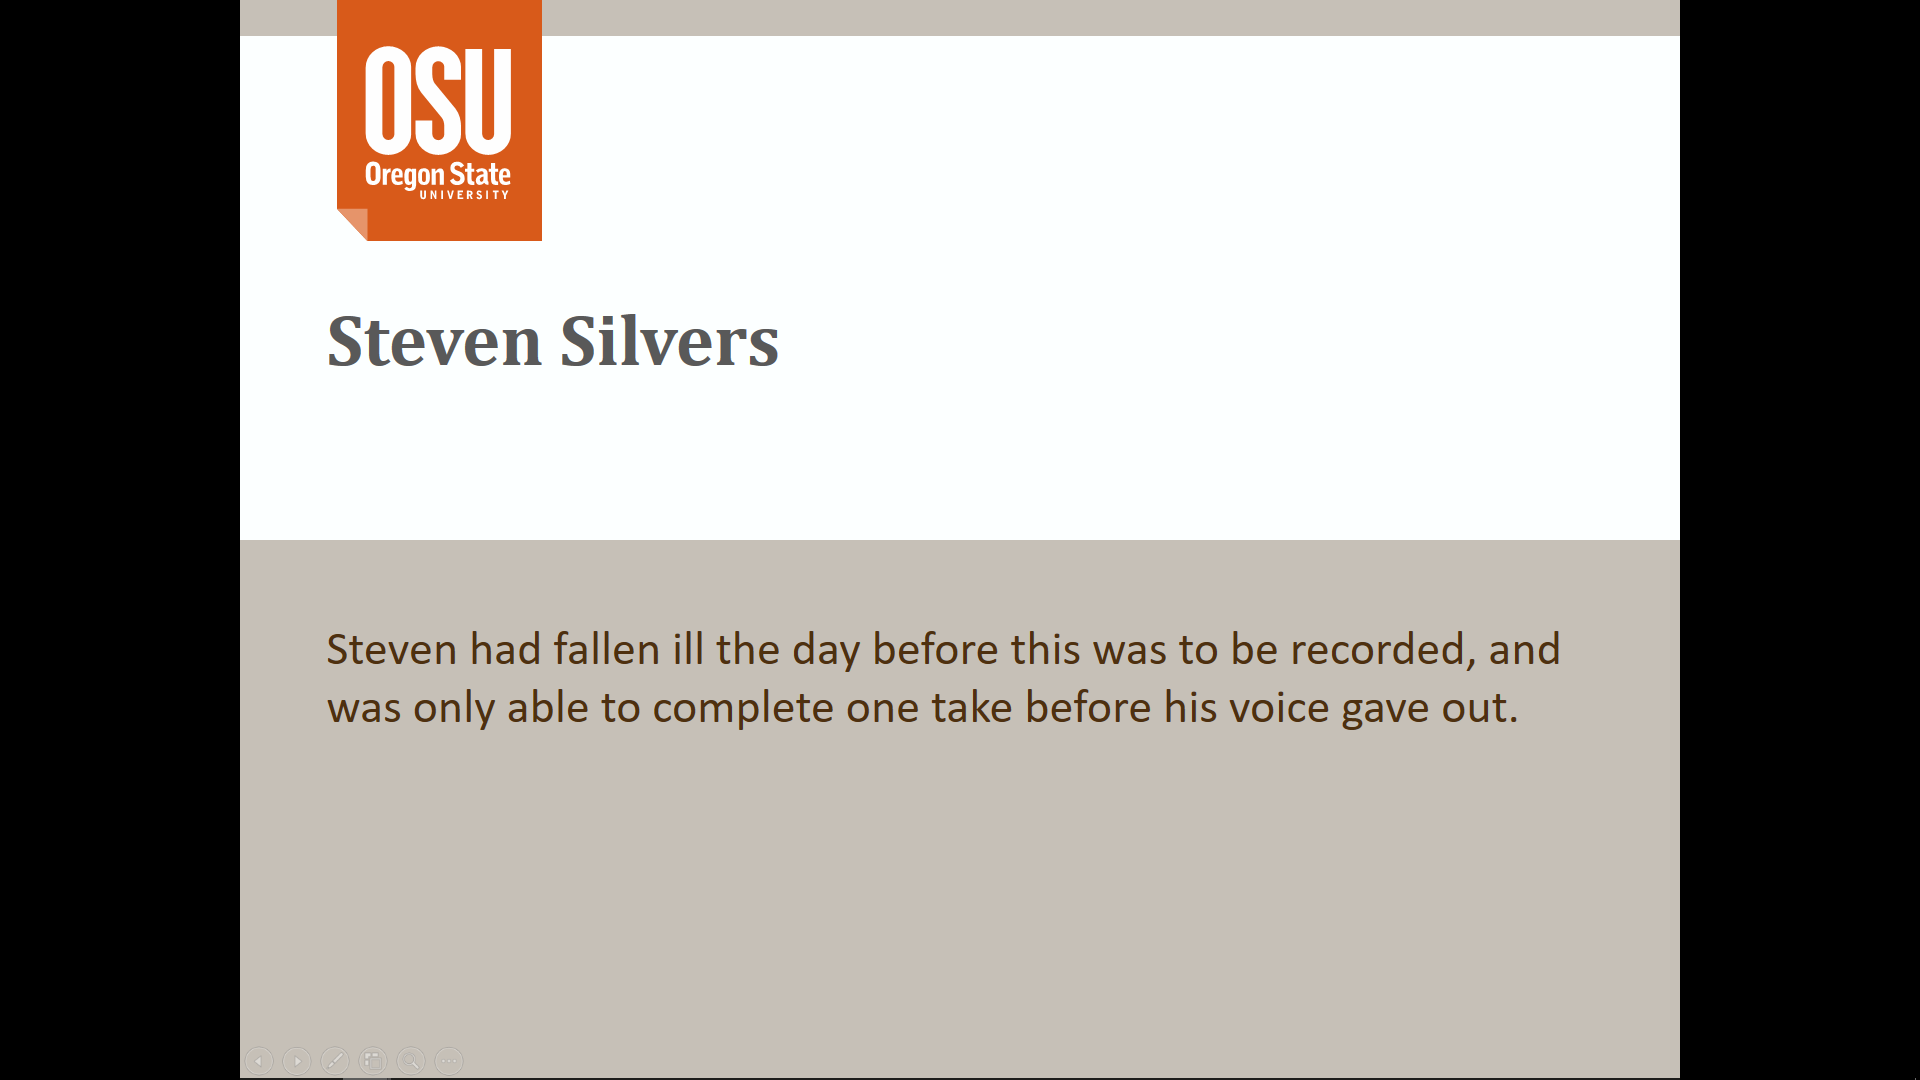 OSU
Oregon State
UNIVERSITY
Steven Silvers
Steven had fallen ill the day before this was to be recorded, and
was only able to complete one take before his voice gave out.